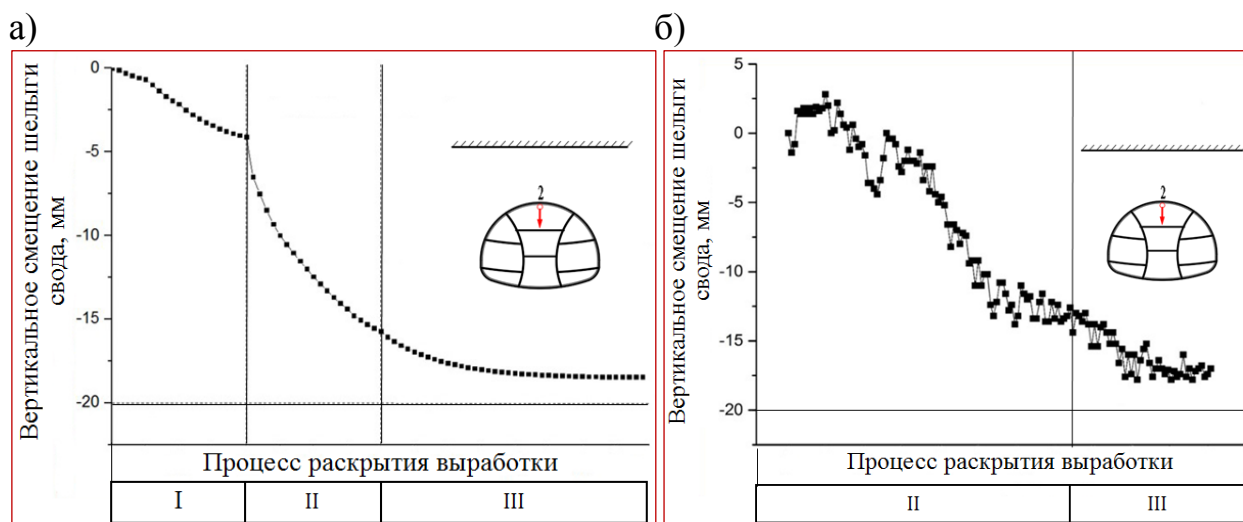 а)
Вертикальное смещение шелыги
свода, мм
0
-5
-10
-15
-20
2
Процесс раскрытия выработки
I
II
III
б)
Вертикальное смещение шелыги
свода, мм
5
0
-5
-10
-15
-20
2
Процесс раскрытия выработки
II
III